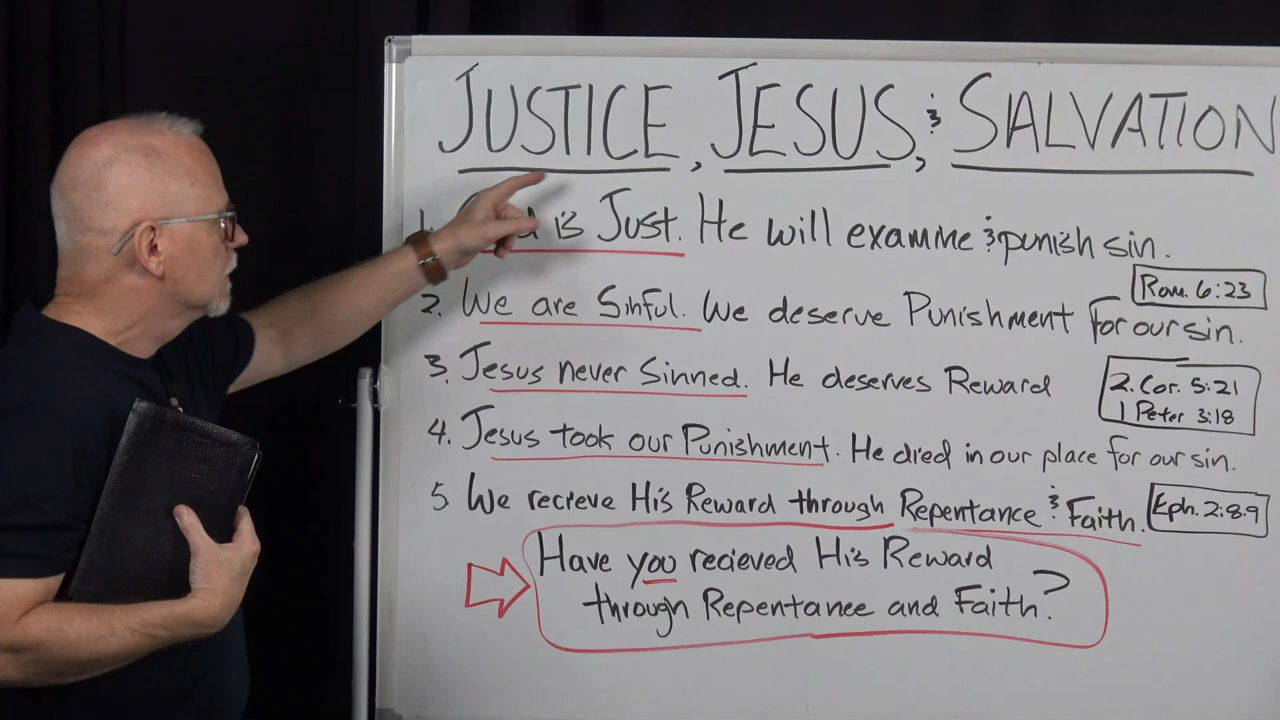 JUSTICE, JESUS, & SALVATION
1. is Just. He will examine & punish sin.
Rom. 6:23
2. We are Sinful. We deserve Punishment for our sin.
3. Jesus never Sinned. He deserves Reward
2. Cor. 5:21
1 Peter 3:18
4. Jesus took our Punishment. He died in our place for our sin.
5 We recieve His Reward through Repentance & Faith.
Eph. 2:8.9
Have you recieved His Reward
through Repentance and Faith?